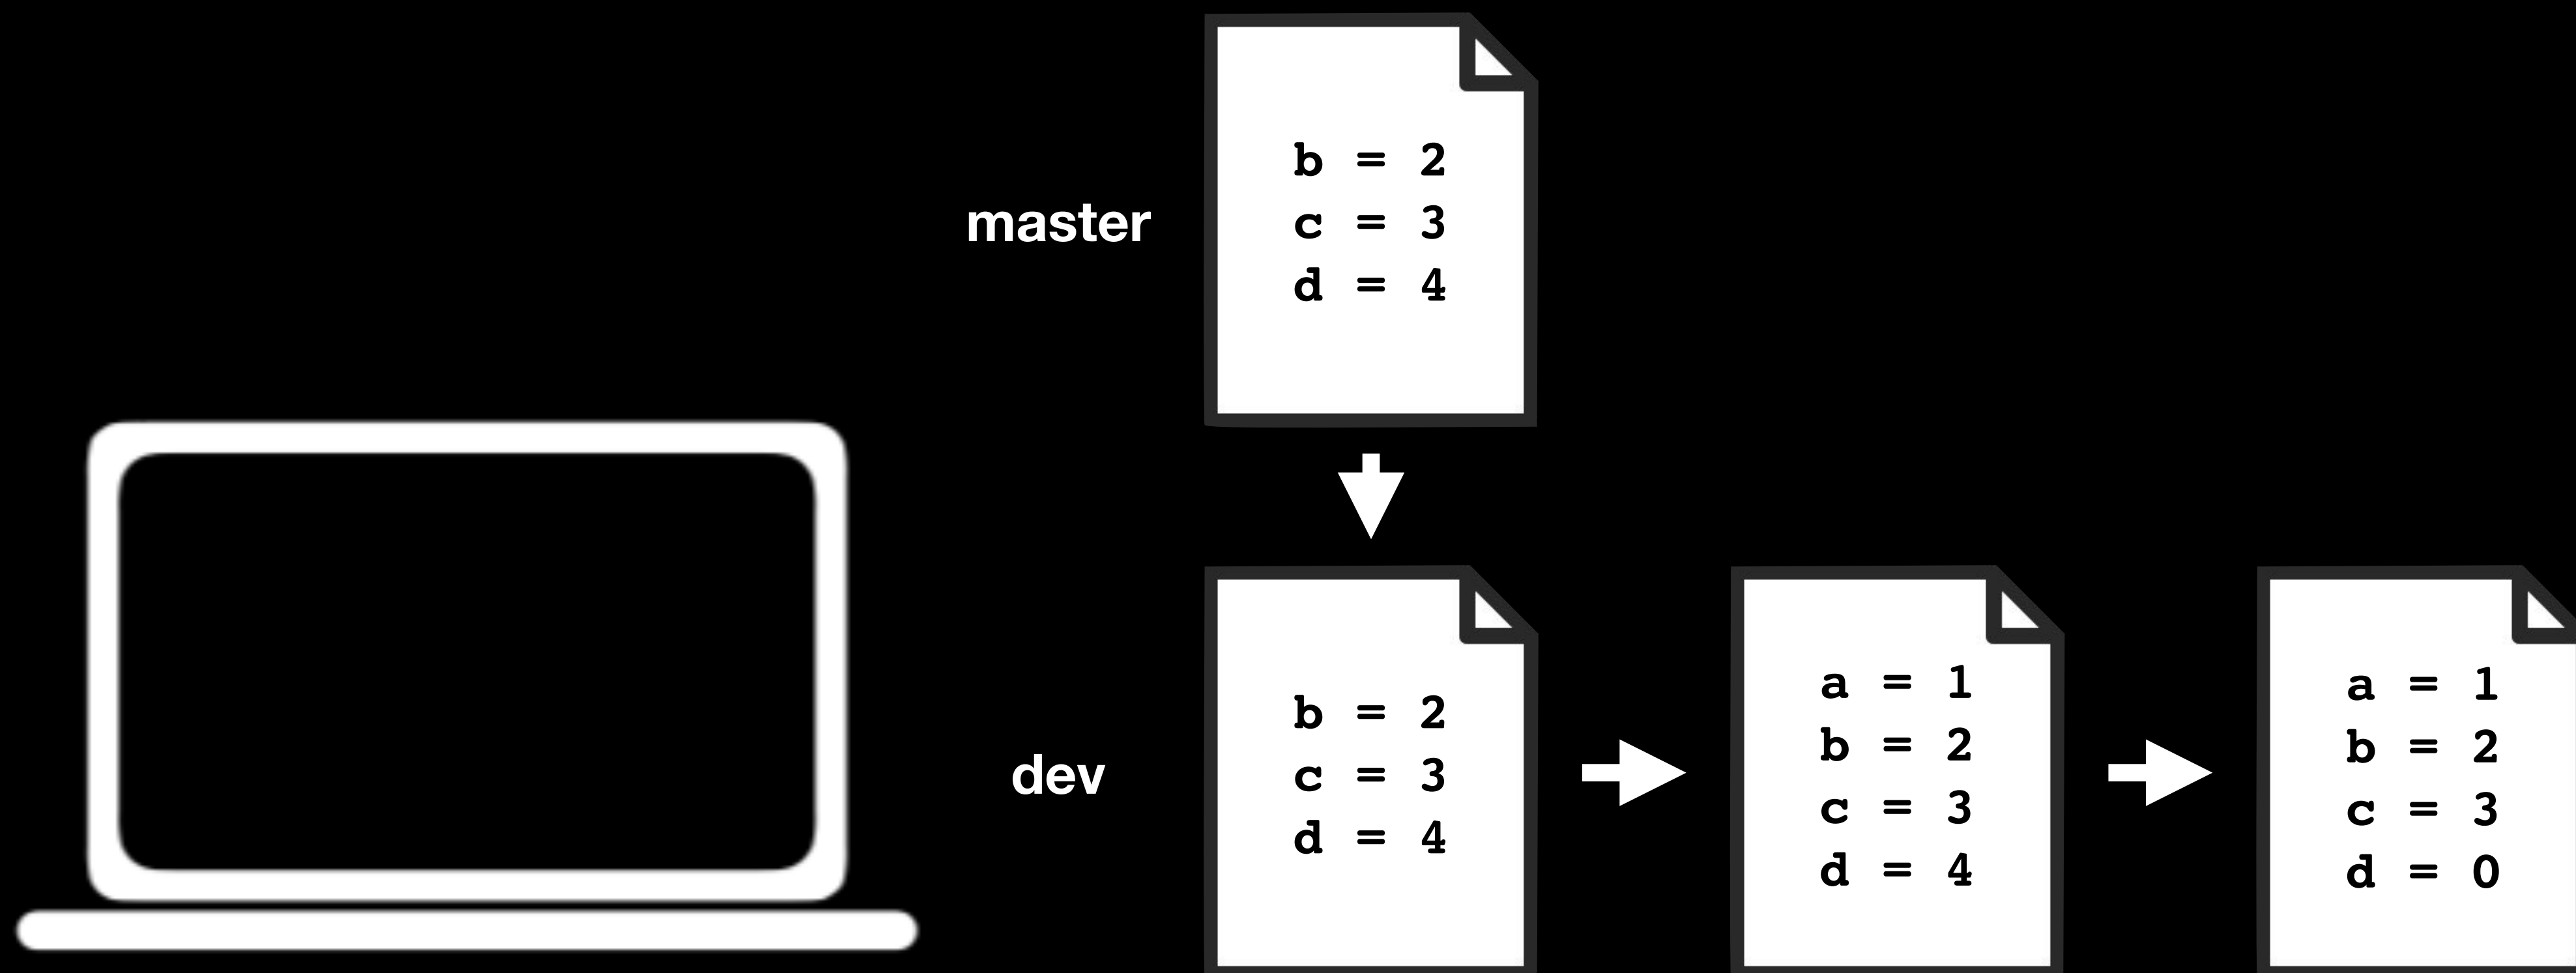 b = 2
c = 3
d = 4
master
b = 2
c = 3
d = 4
dev
a = 1
b = 2
c = 3
d = 4
a = 1
b = 2
c = 3
d = 0